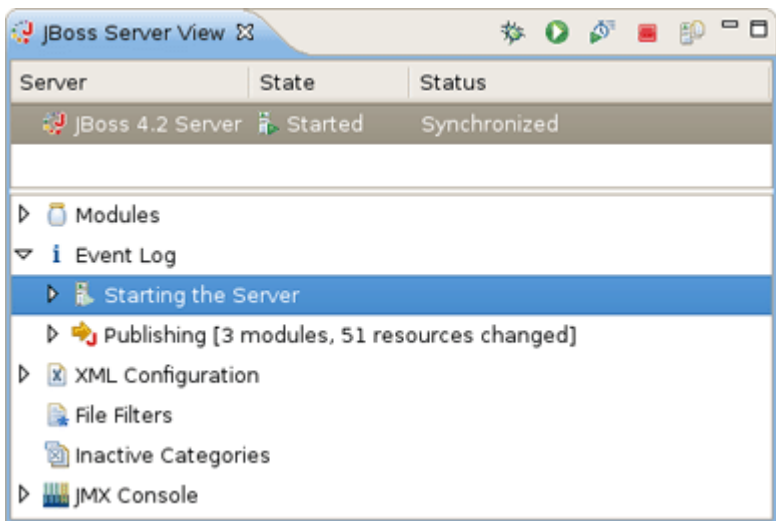 JBoss Server View
Server State Status
JBoss 4.2 Server Started Synchronized
Modules
Event Log
Starting the Server
Publishing [3 modules, 51 resources changed]
XML Configuration
File Filters
Inactive Categories
JMX Console